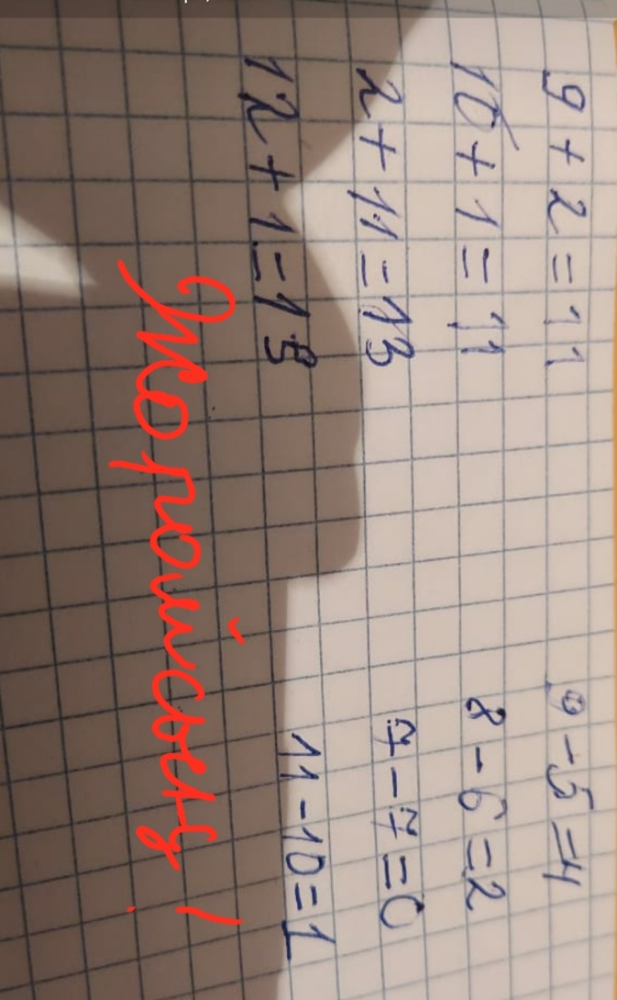 9 + 2 = 11 9 - 5 = 4
10 + 1 = 11 8 - 6 = 2
2 + 11 = 13 7 - 7 = 0
12 + 1 = 13 11 - 10 = 1
Жарайсың!